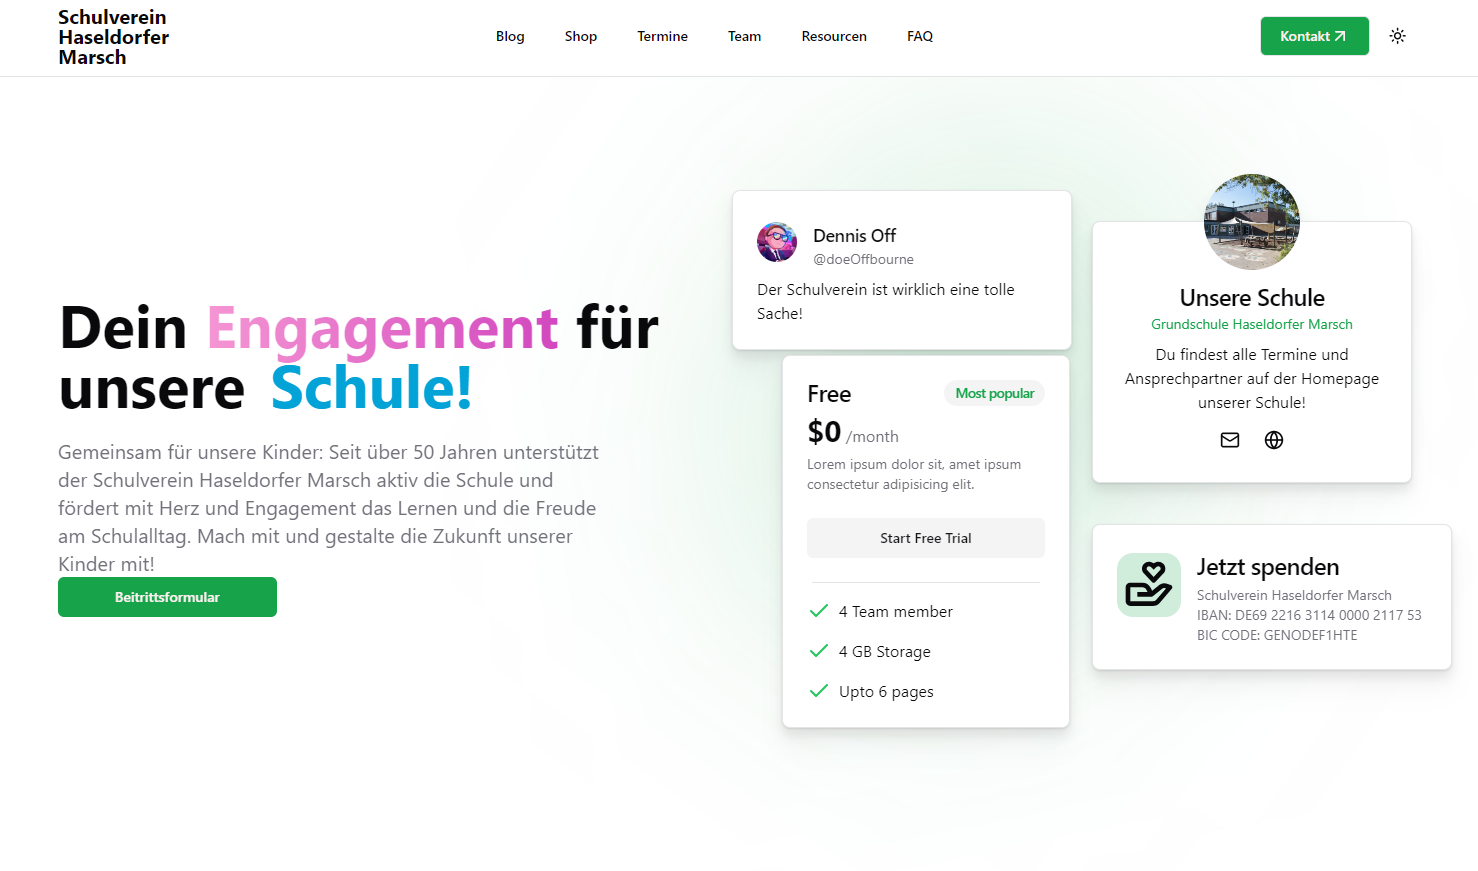 Schulverein
Haseldorfer
Marsch
Blog
Shop
Termine
Team
Resourcen
FAQ
Kontakt
Dein Engagement für
unsere Schule!
Gemeinsam für unsere Kinder: Seit über 50 Jahren unterstützt
der Schulverein Haseldorfer Marsch aktiv die Schule und
fördert mit Herz und Engagement das Lernen und die Freude
am Schulalltag. Mach mit und gestalte die Zukunft unserer
Kinder mit!
Beitrittsformular
Dennis Off
@doeOffbourne
Der Schulverein ist wirklich eine tolle
Sache!
Free
Most popular
$0 /month
Lorem ipsum dolor sit, amet ipsum
consectetur adipisicing elit.
Start Free Trial
4 Team member
4 GB Storage
Upto 6 pages
Unsere Schule
Grundschule Haseldorfer Marsch
Du findest alle Termine und
Ansprechpartner auf der Homepage
unserer Schule!
Jetzt spenden
Schulverein Haseldorfer Marsch
IBAN: DE69 2216 3114 0000 2117 53
BIC CODE: GENODEF1HTE